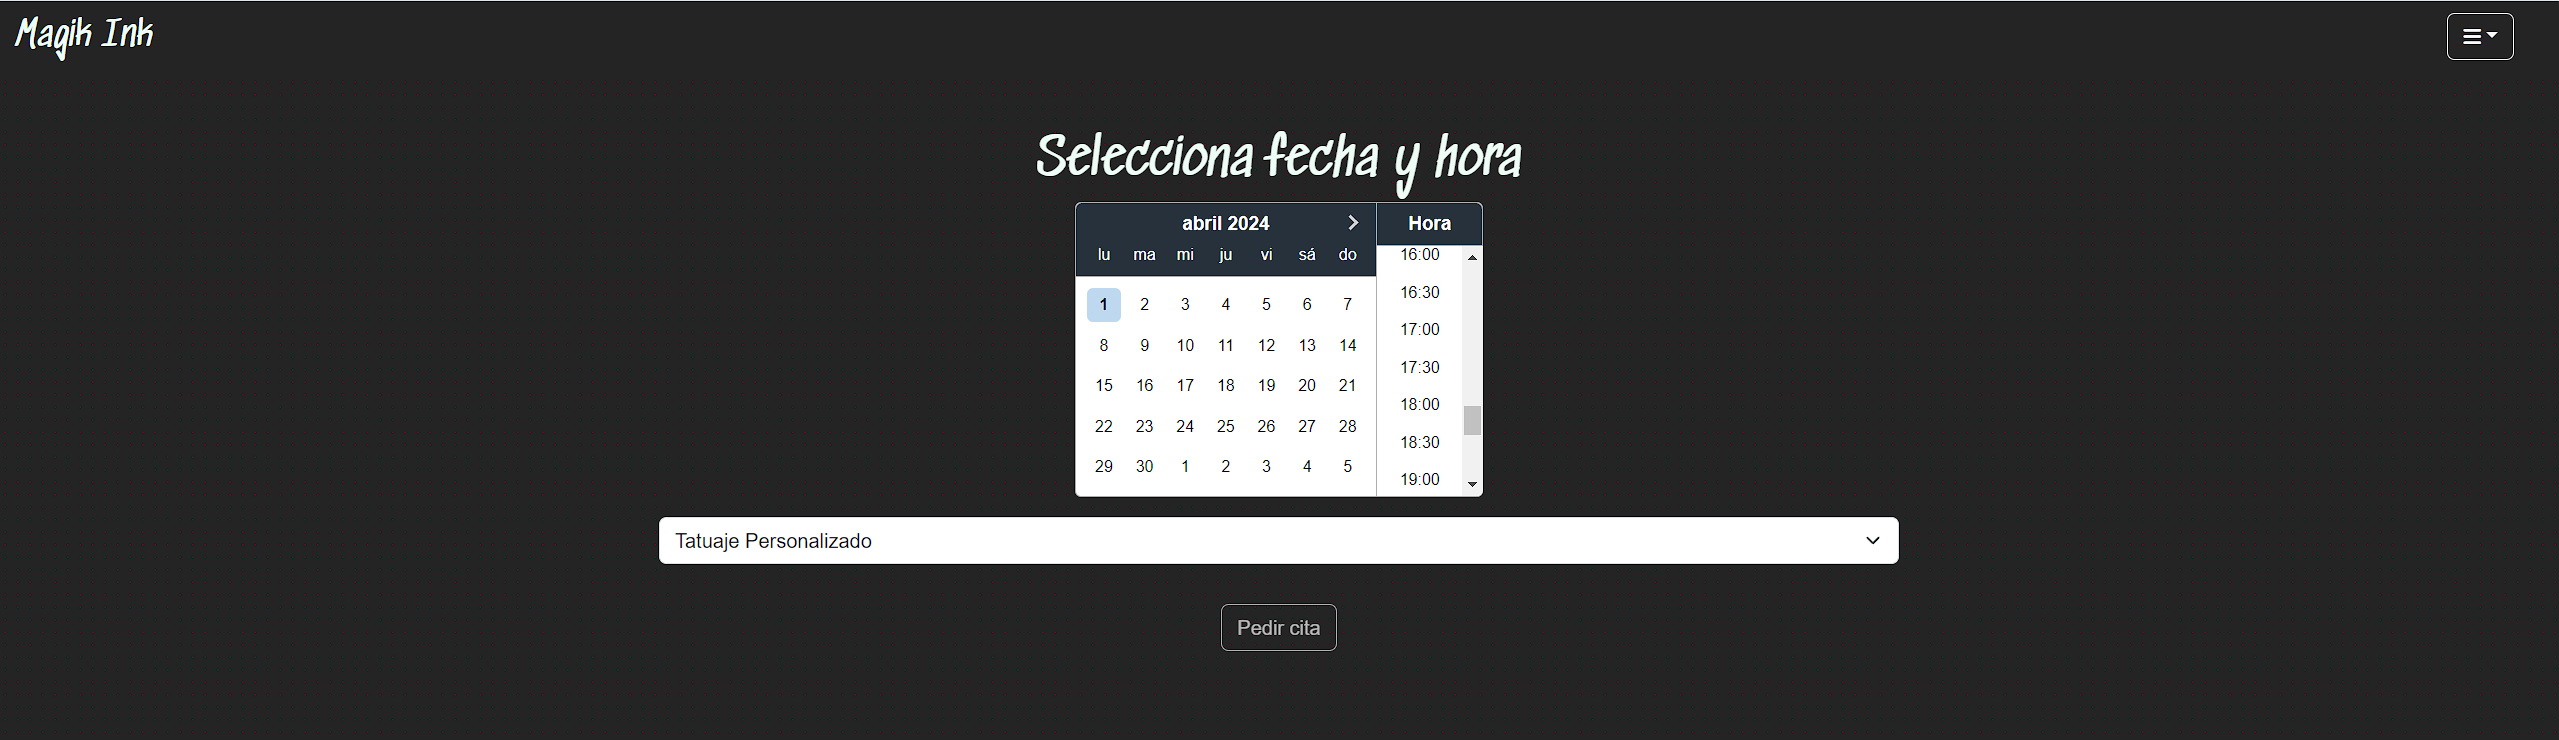 Magik Ink
Selecciona fecha y hora
abril 2024
Hora
lu ma mi ju vi sá do
1 2 3 4 5 6 7
8 9 10 11 12 13 14
15 16 17 18 19 20 21
22 23 24 25 26 27 28
29 30 1 2 3 4 5
16:00
16:30
17:00
17:30
18:00
18:30
19:00
Tatuaje Personalizado
Pedir cita